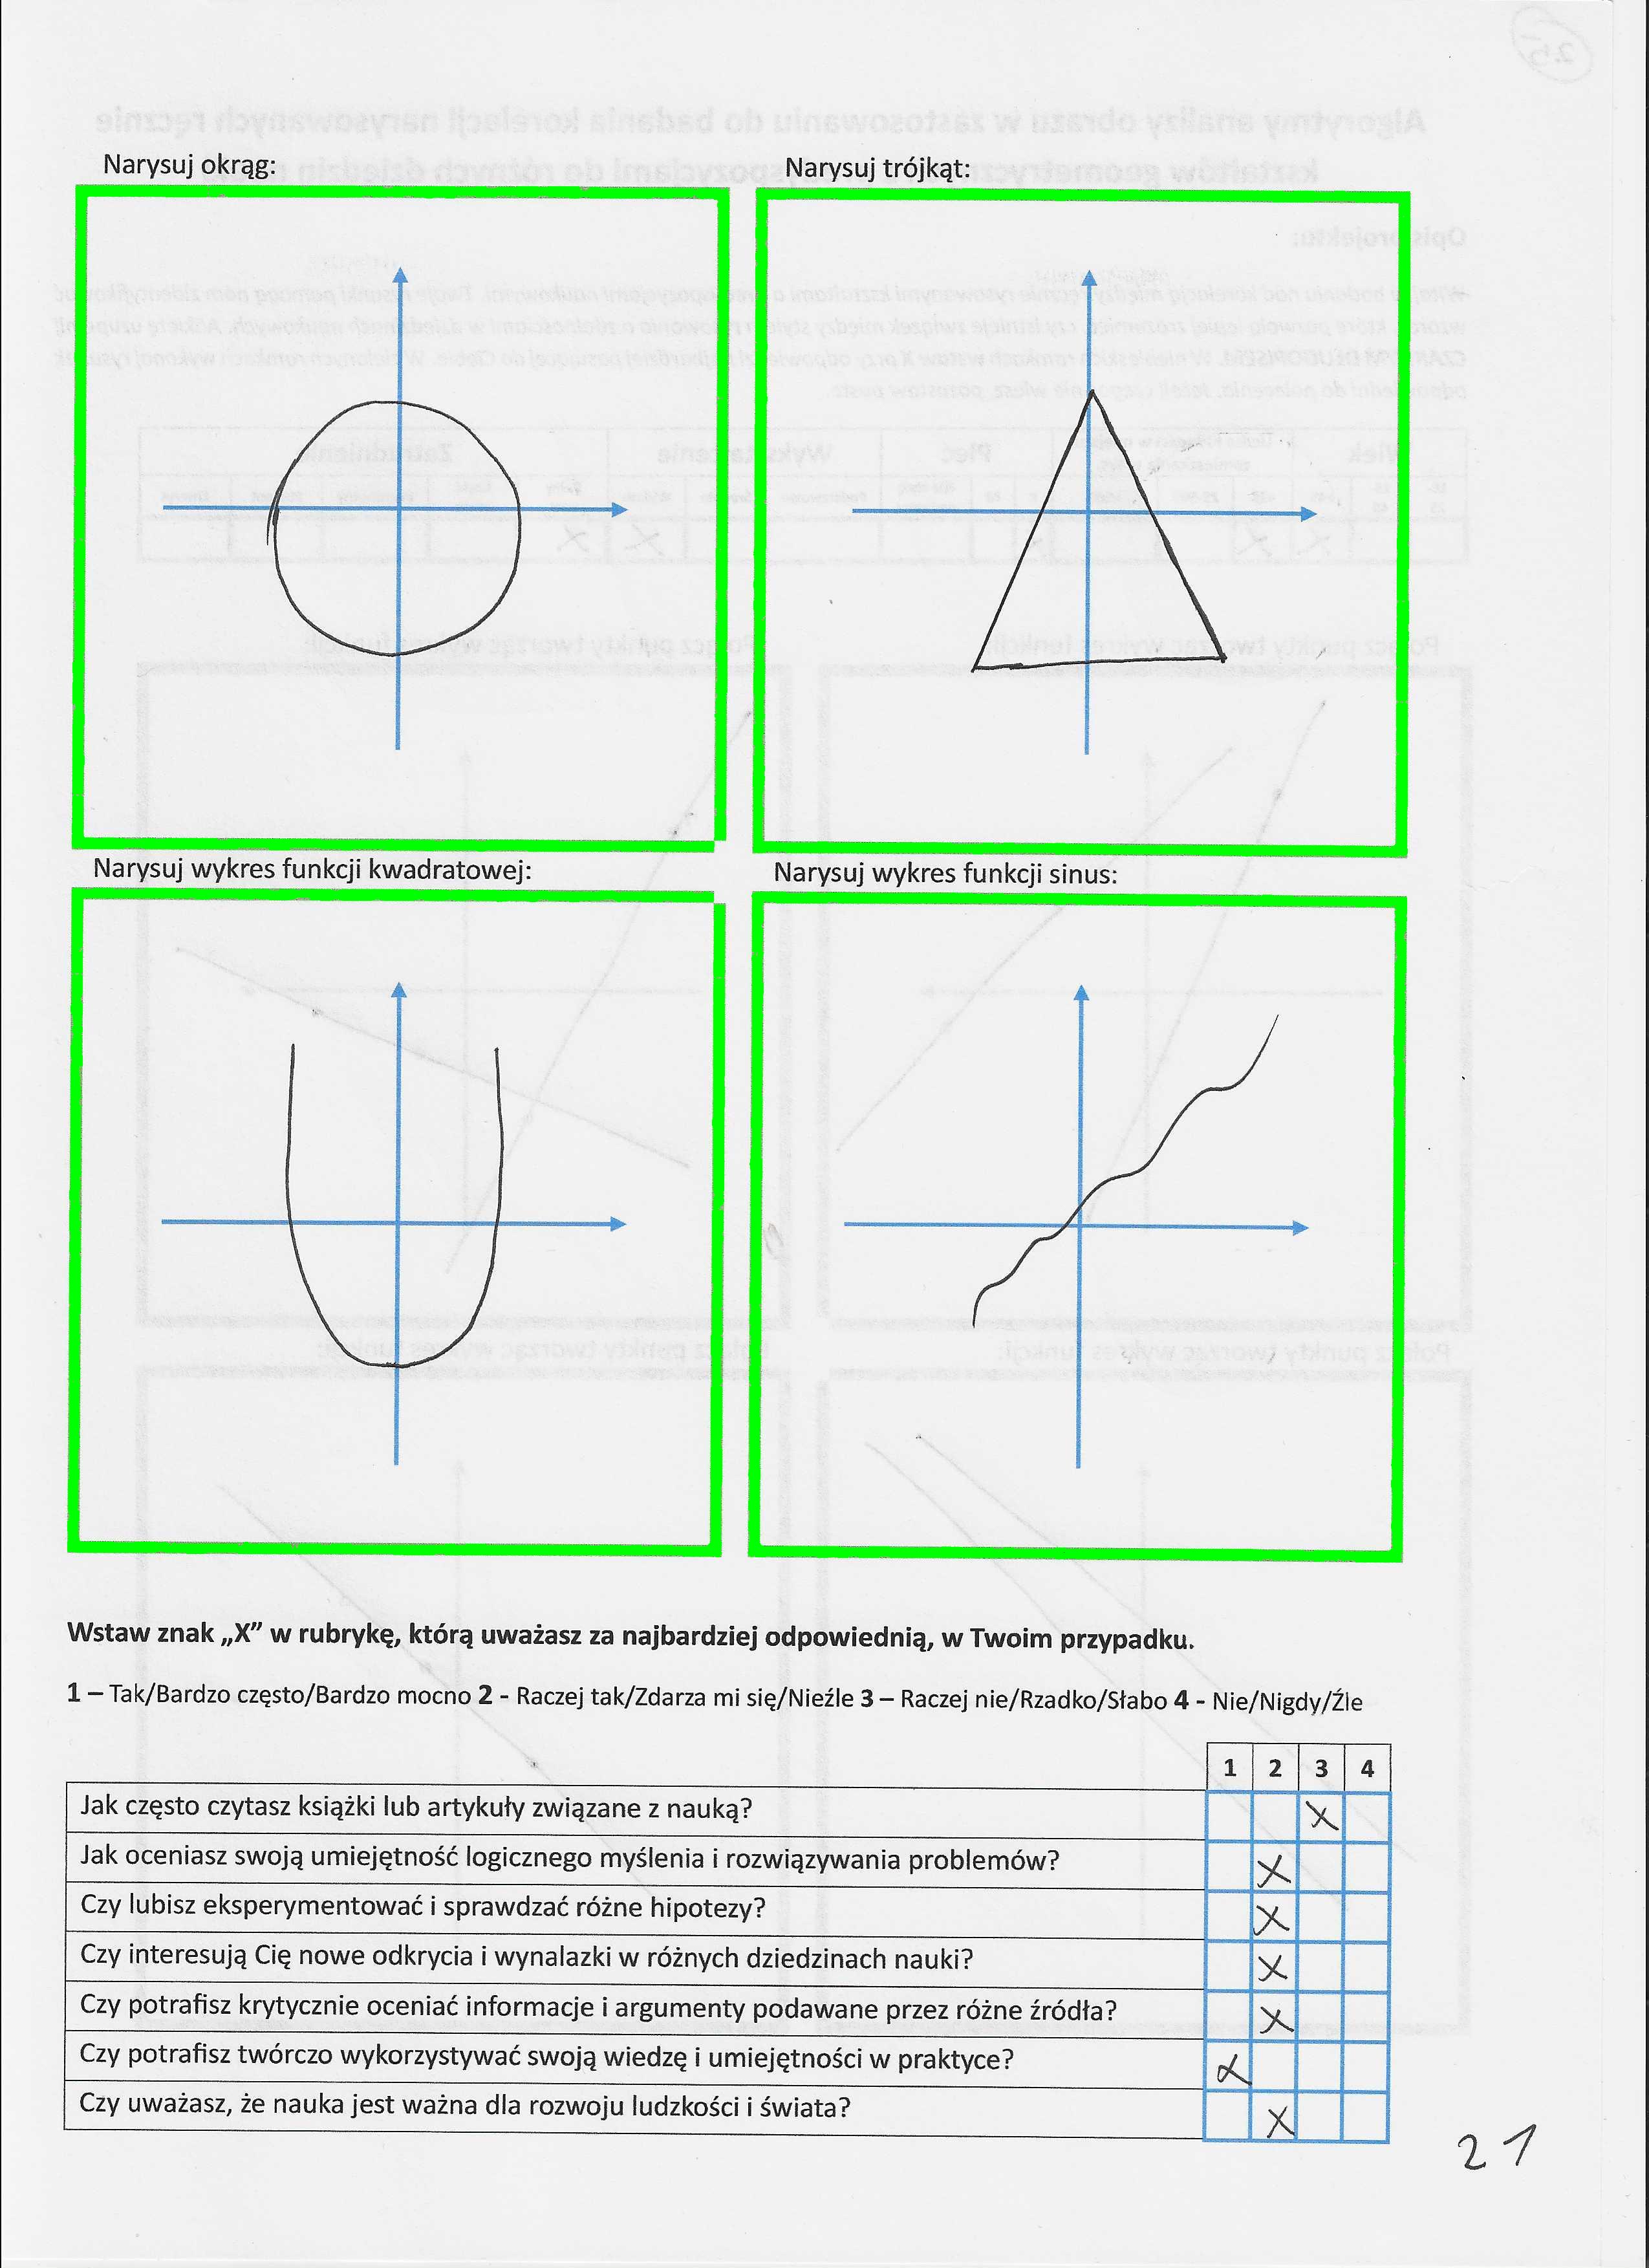 Narysuj okrąg:
Narysuj trójkąt:
Narysuj wykres funkcji kwadratowej:
Narysuj wykres funkcji sinus:
Wstaw znak „X” w rubrykę, którą uważasz za najbardziej odpowiednią, w Twoim przypadku.
1 – Tak/Bardzo często/Bardzo mocno 2 - Raczej tak/Zdarza mi się/Nieźle 3 – Raczej nie/Rzadko/Słabo 4 - Nie/Nigdy/Źle
1 2 3 4
Jak często czytasz książki lub artykuły związane z nauką? X
Jak oceniasz swoją umiejętność logicznego myślenia i rozwiązywania problemów? X
Czy lubisz eksperymentować i sprawdzać różne hipotezy? X
Czy interesują Cię nowe odkrycia i wynalazki w różnych dziedzinach nauki? X
Czy potrafisz krytycznie oceniać informacje i argumenty podawane przez różne źródła? X
Czy potrafisz twórczo wykorzystywać swoją wiedzę i umiejętności w praktyce? X
Czy uważasz, że nauka jest ważna dla rozwoju ludzkości i świata? X
21